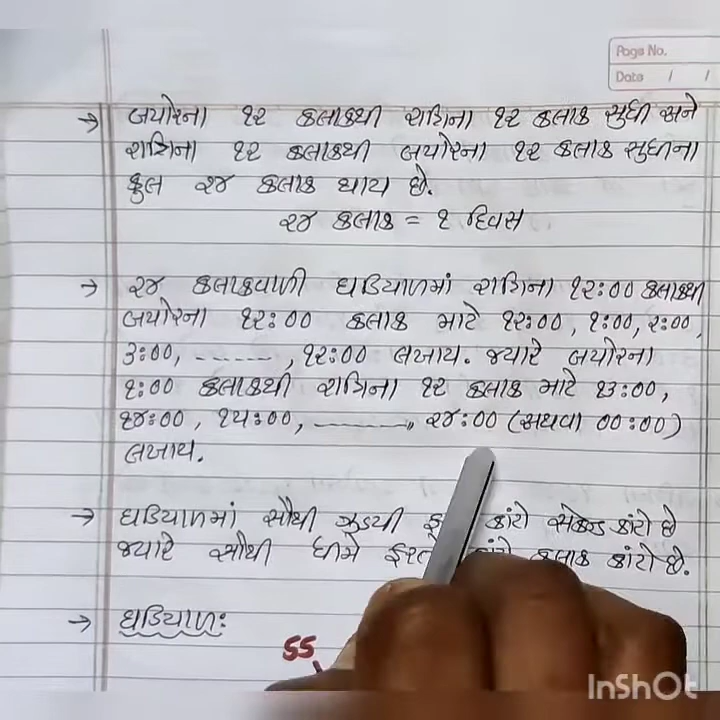 Page No.
Date / /
→ બપોરના ૧૨ કલાકથી રાત્રિના ૧૨ કલાક સુધી અને
રાત્રિના ૧૨ કલાકથી બપોરના ૧૨ કલાક સુધીના
કુલ ૨૪ કલાક થાય છે.
૨૪ કલાક = ૧ દિવસ
→ ૨૪ કલાકવાળી ઘડિયાળમાં રાત્રિના ૧૨:૦૦ કલાકથી
બપોરના ૧૨:૦૦ કલાક માટે ૧૨:૦૦, ૧:૦૦, ૨:૦૦,
૩:૦૦, ------, ૧૨:૦૦ લખાય. જ્યારે બપોરના
૧:૦૦ કલાકથી રાત્રિના ૧૨ કલાક માટે ૧૩:૦૦,
૧૪:૦૦, ૧૫:૦૦, --------, ૨૪:૦૦ (અથવા ૦૦:૦૦)
લખાય.
→ ઘડિયાળમાં સૌથી ઝડપી કાંટો સેકન્ડ કાંટો છે
જ્યારે સૌથી ધીમે કલાક કાંટો છે.
→ ઘડિયાળ:
55
InShOt